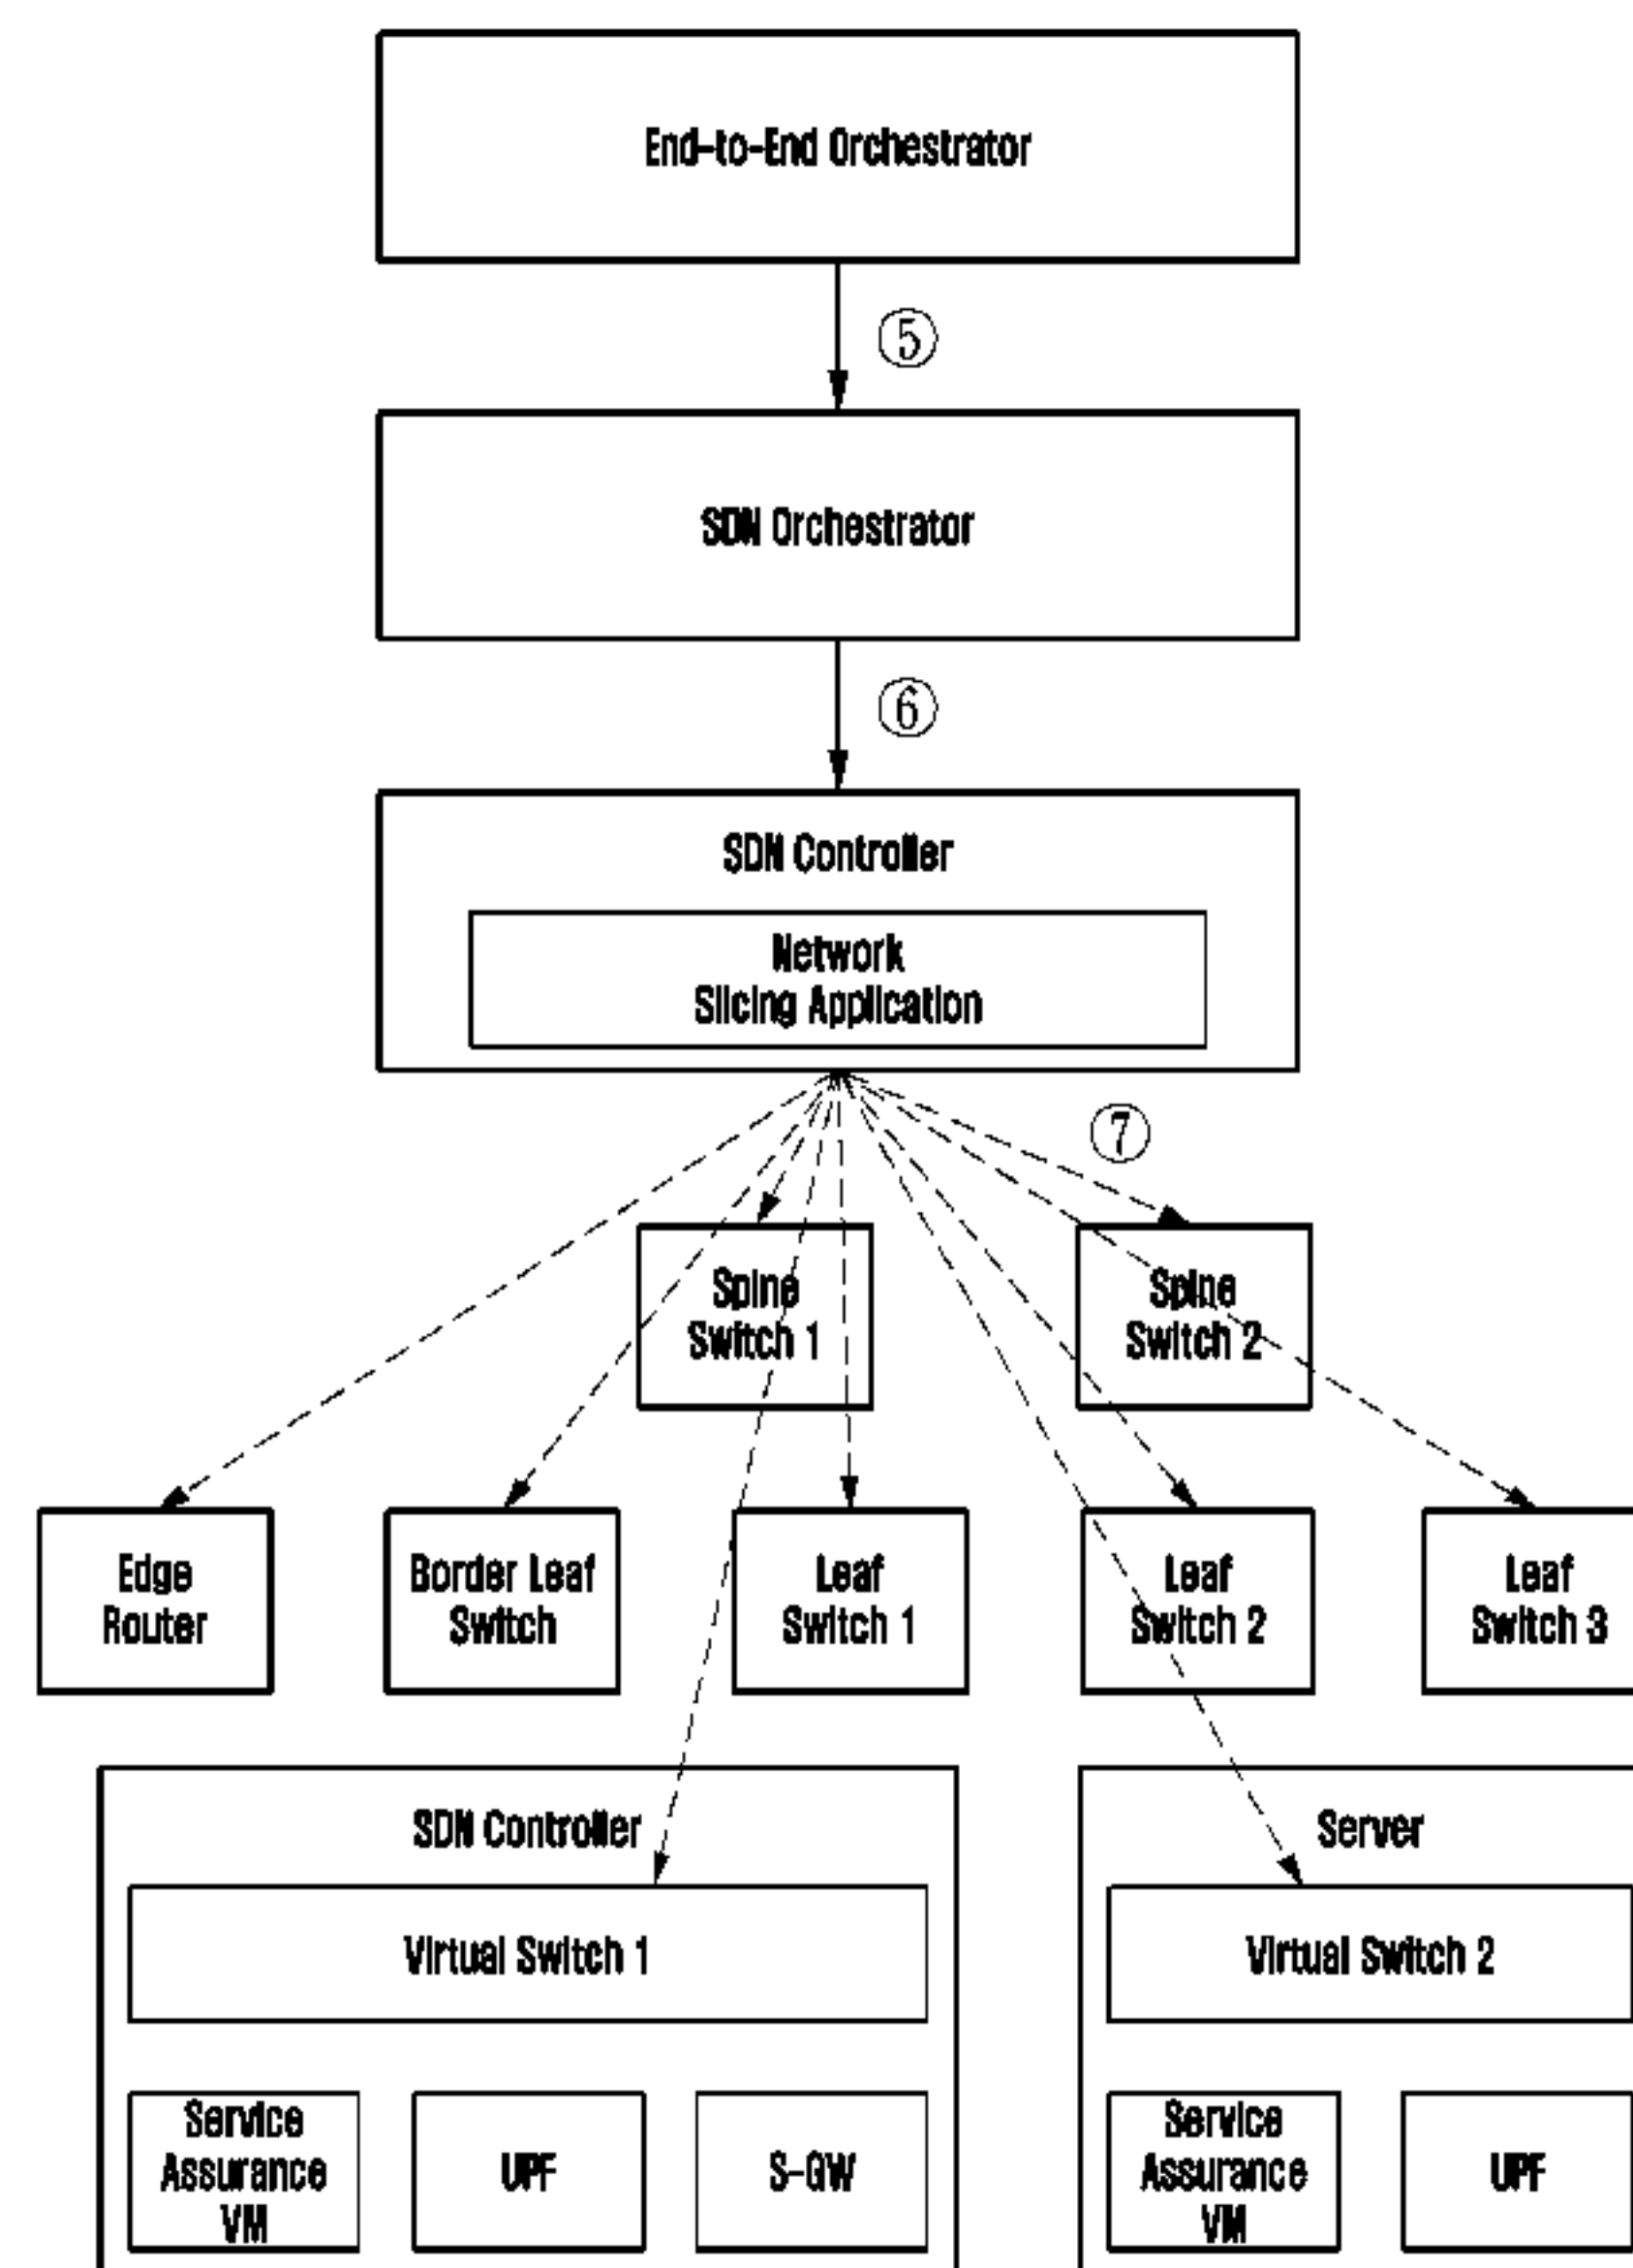 End-to-End Orchestrator
⑤
SDN Orchestrator
⑥
SDN Controller
Network
Slicing Application
⑦
Spine
Switch 1
Spine
Switch 2
Edge
Router
Border Leaf
Switch
Leaf
Switch 1
Leaf
Switch 2
Leaf
Switch 3
SDN Controller
Virtual Switch 1
Service
Assurance
VM
UPF
S-GW
Server
Virtual Switch 2
Service
Assurance
VM
UPF